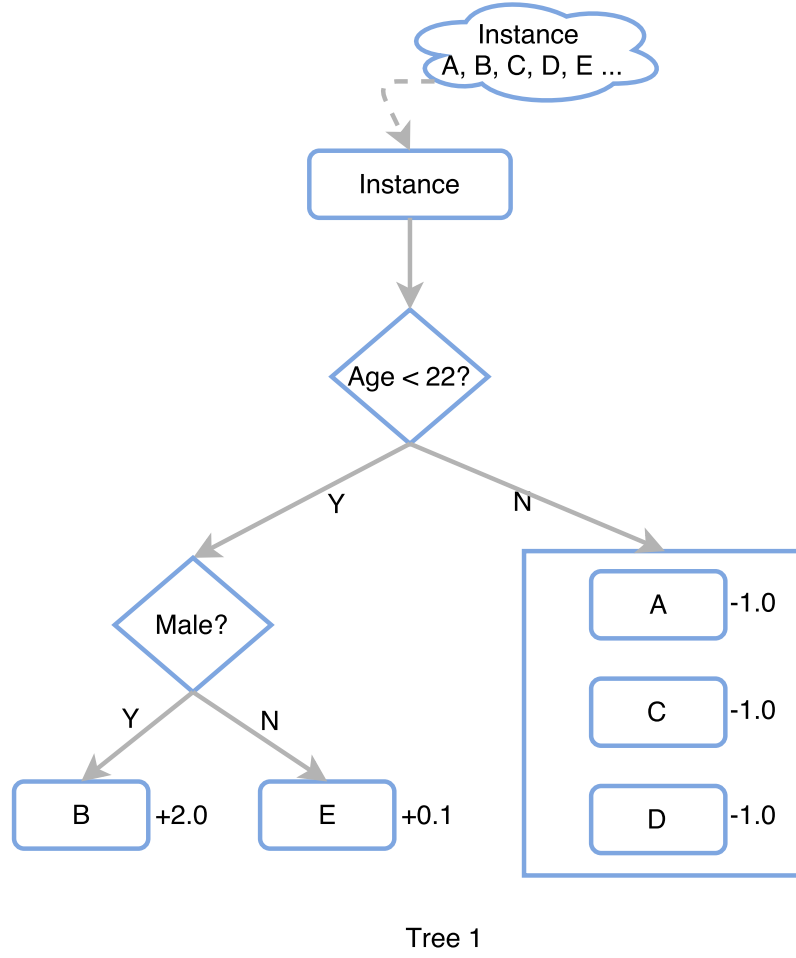 Instance
A, B, C, D, E ...
Instance
Age < 22?
Y
N
Male?
Y
N
B
+2.0
E
+0.1
A
-1.0
C
-1.0
D
-1.0
Tree 1